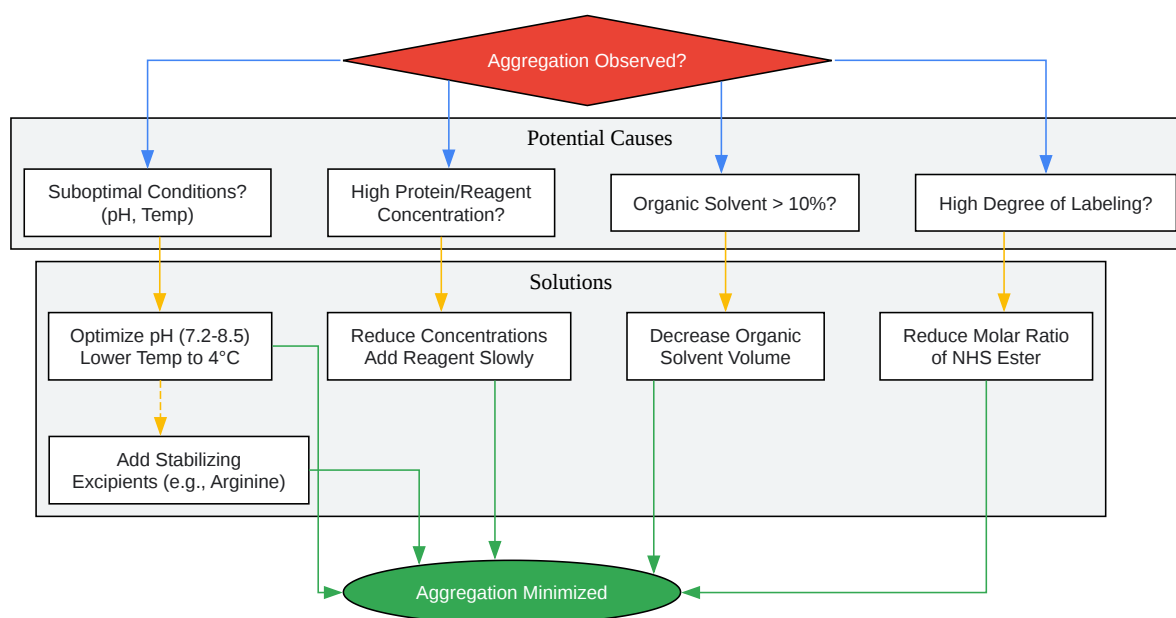 Aggregation Observed?
Potential Causes
Suboptimal Conditions?
(pH, Temp)
High Protein/Reagent
Concentration?
Organic Solvent > 10%?
High Degree of Labeling?
Solutions
Optimize pH (7.2-8.5)
Lower Temp to 4°C
Reduce Concentrations
Add Reagent Slowly
Decrease Organic
Solvent Volume
Reduce Molar Ratio
of NHS Ester
Add Stabilizing
Excipients (e.g., Arginine)
Aggregation Minimized